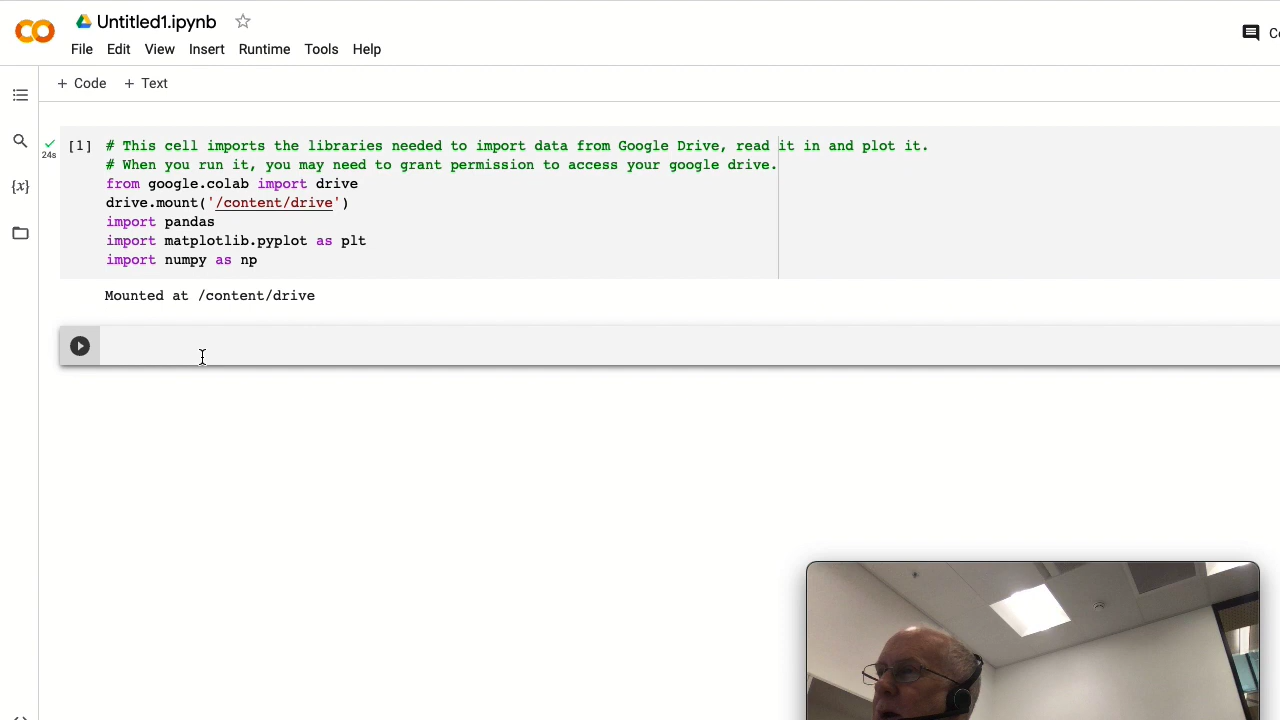 Untitled1.ipynb
File Edit View Insert Runtime Tools Help
+ Code + Text
[1] # This cell imports the libraries needed to import data from Google Drive, read it in and plot it.
24s # When you run it, you may need to grant permission to access your google drive.
from google.colab import drive
drive.mount('/content/drive')
import pandas
import matplotlib.pyplot as plt
import numpy as np
Mounted at /content/drive
{x}